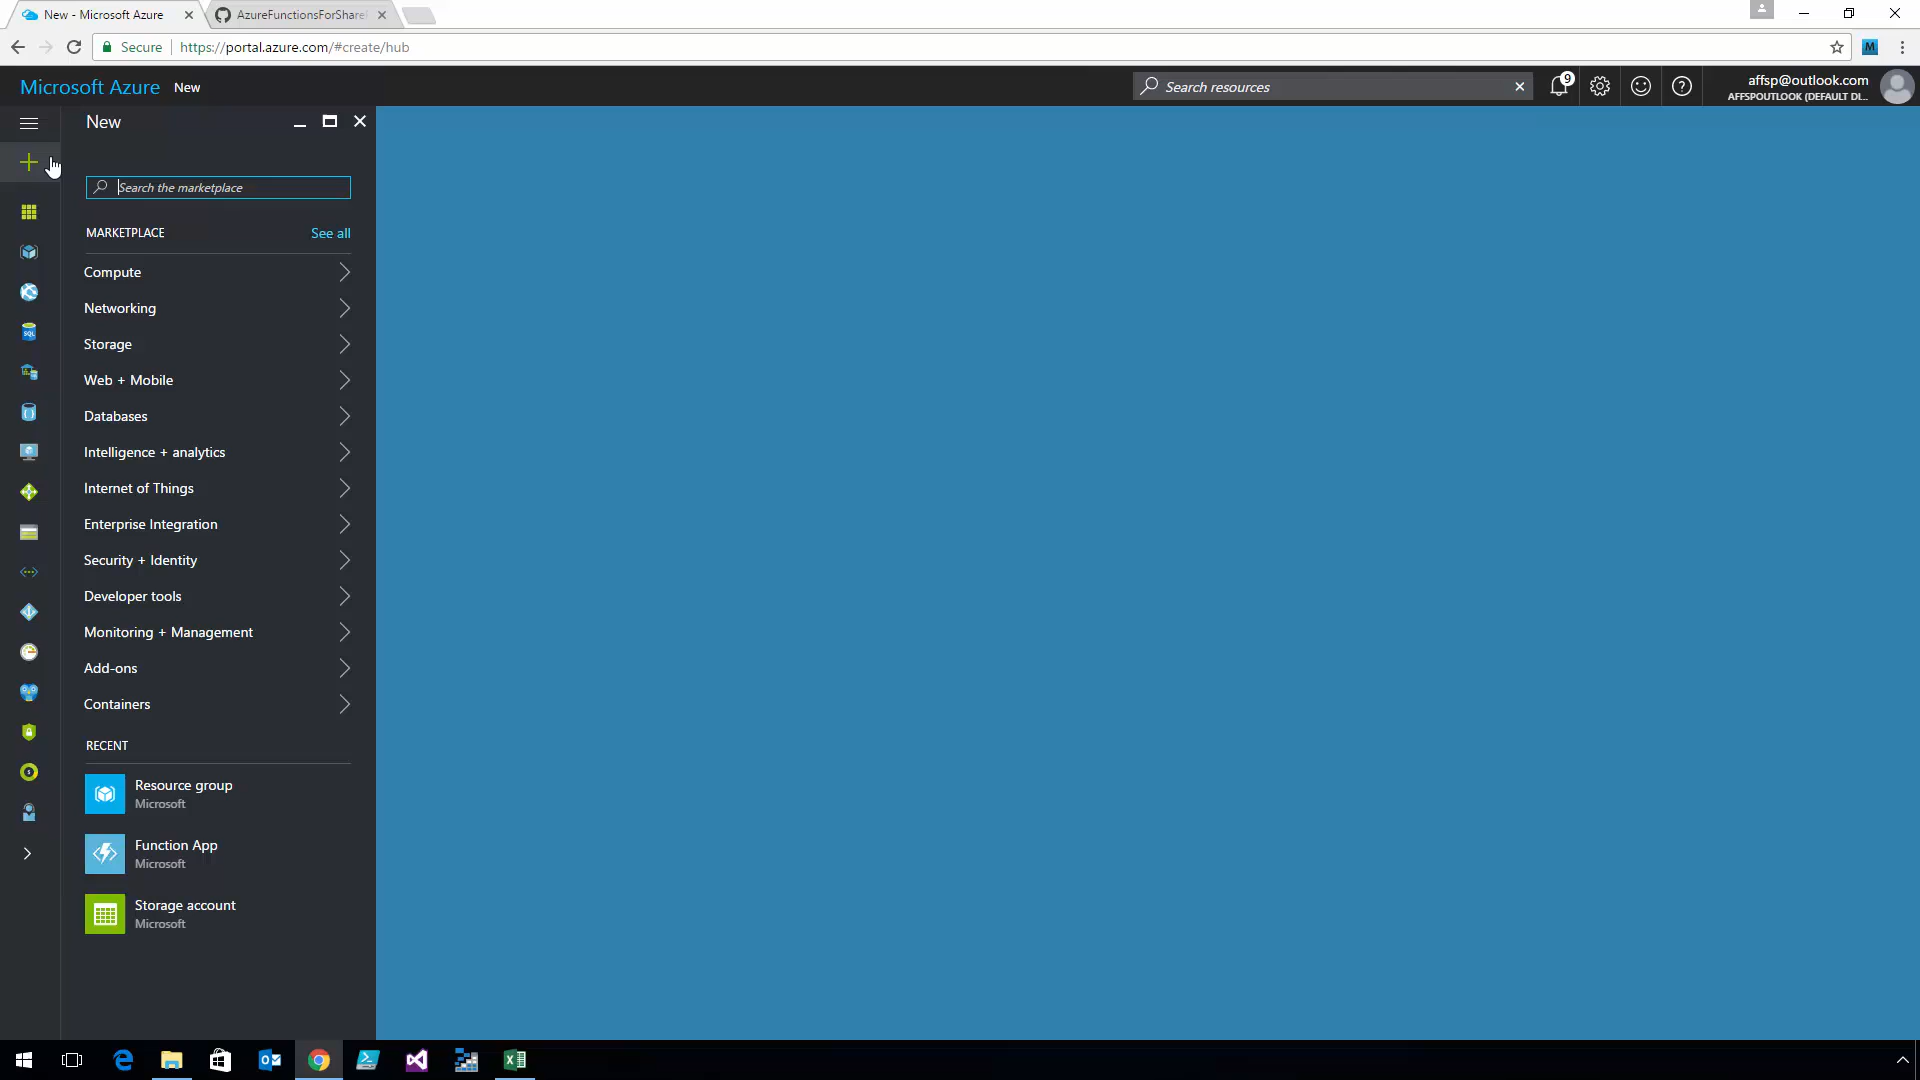 New - Microsoft Azure
AzureFunctionsForShareP
Secure
https://portal.azure.com/#create/hub
M
Microsoft Azure
New
Search resources
9
affsp@outlook.com
AFFSPOUTLOOK (DEFAULT DI...
New
Search the marketplace
MARKETPLACE
See all
Compute
Networking
Storage
Web + Mobile
Databases
Intelligence + analytics
Internet of Things
Enterprise Integration
Security + Identity
Developer tools
Monitoring + Management
Add-ons
Containers
RECENT
Resource group
Microsoft
Function App
Microsoft
Storage account
Microsoft